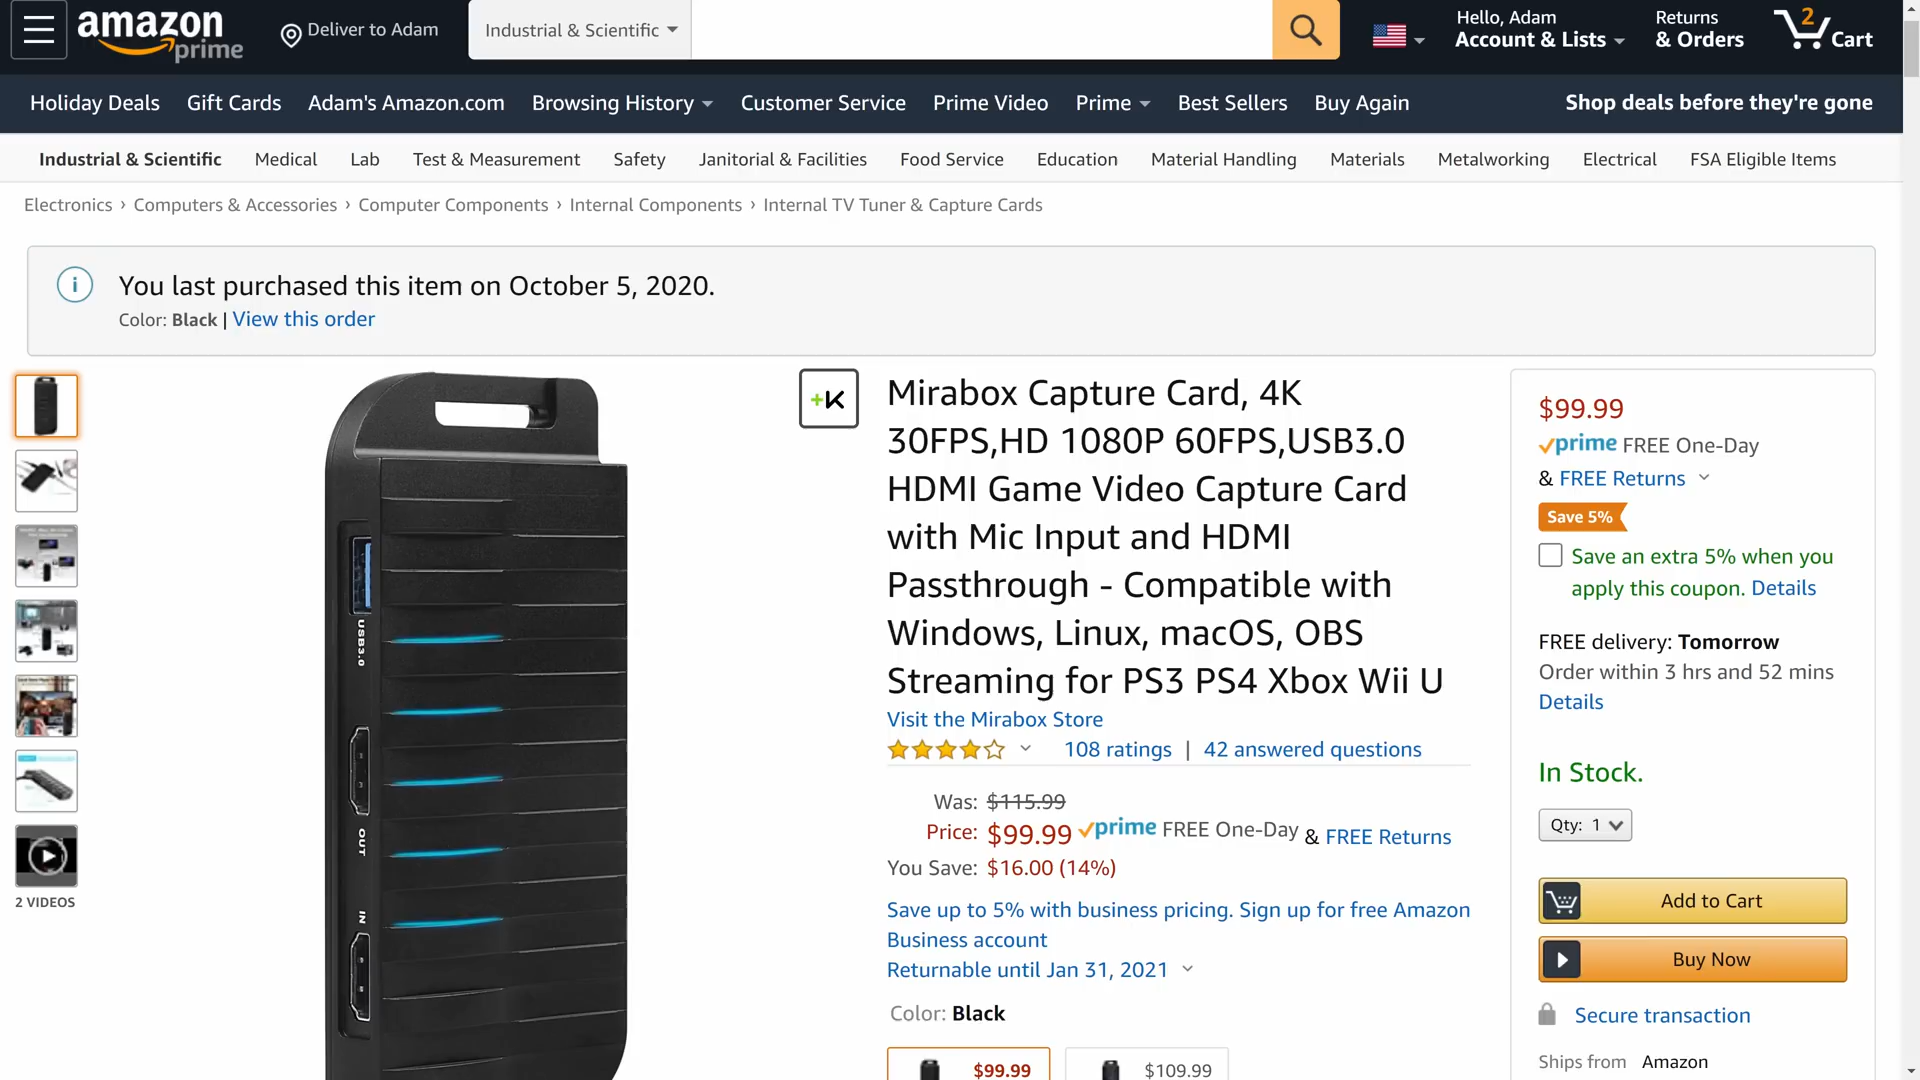 amazon
prime
Deliver to Adam
Industrial & Scientific
Hello, Adam
Account & Lists
Returns
& Orders
2
Cart
Holiday Deals
Gift Cards
Adam's Amazon.com
Browsing History
Customer Service
Prime Video
Prime
Best Sellers
Buy Again
Shop deals before they're gone
Industrial & Scientific
Medical
Lab
Test & Measurement
Safety
Janitorial & Facilities
Food Service
Education
Material Handling
Materials
Metalworking
Electrical
FSA Eligible Items
Electronics › Computers & Accessories › Computer Components › Internal Components › Internal TV Tuner & Capture Cards
i
You last purchased this item on October 5, 2020.
Color: Black | View this order
2 VIDEOS
USB3.0
OUT
IN
+K
Mirabox Capture Card, 4K
30FPS,HD 1080P 60FPS,USB3.0
HDMI Game Video Capture Card
with Mic Input and HDMI
Passthrough - Compatible with
Windows, Linux, macOS, OBS
Streaming for PS3 PS4 Xbox Wii U
Visit the Mirabox Store
108 ratings | 42 answered questions
Was: $115.99
Price: $99.99 prime FREE One-Day & FREE Returns
You Save: $16.00 (14%)
Save up to 5% with business pricing. Sign up for free Amazon
Business account
Returnable until Jan 31, 2021
Color: Black
$99.99
$109.99
$99.99
prime FREE One-Day
& FREE Returns
Save 5%
Save an extra 5% when you
apply this coupon. Details
FREE delivery: Tomorrow
Order within 3 hrs and 52 mins
Details
In Stock.
Qty: 1
Add to Cart
Buy Now
Secure transaction
Ships from Amazon